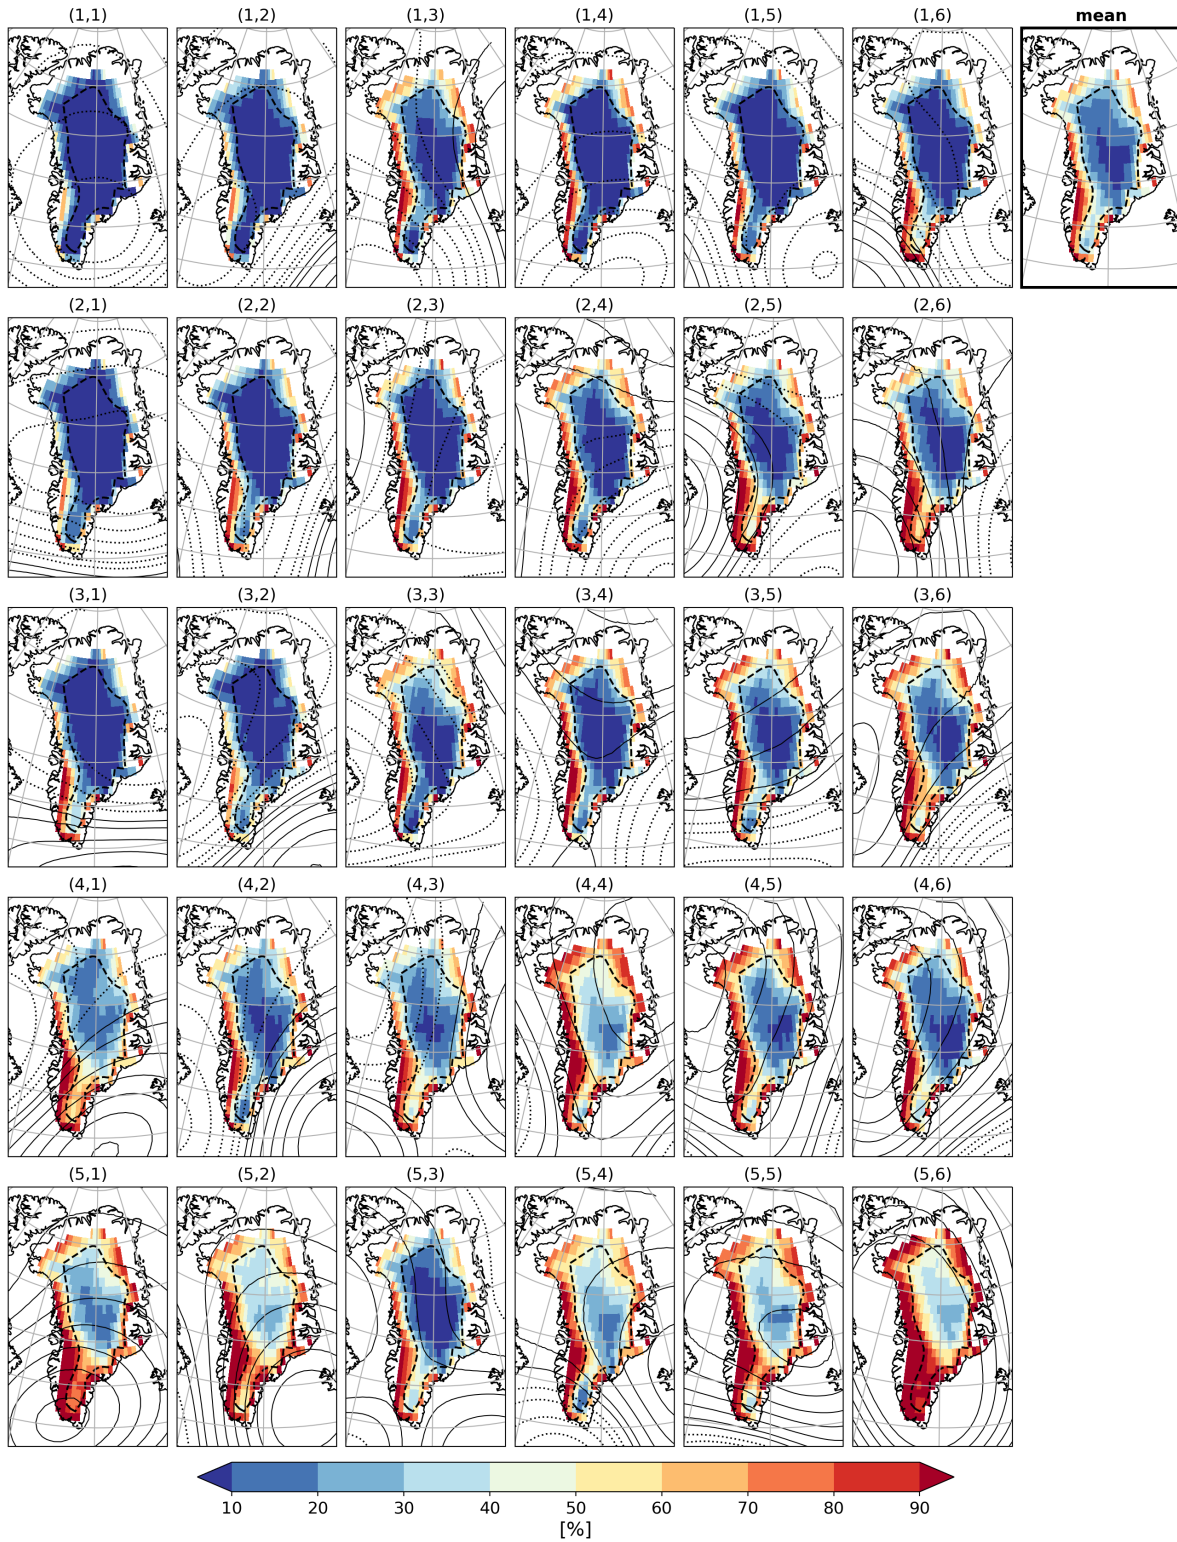 (1,1) (1,2) (1,3) (1,4) (1,5) (1,6) mean
(2,1) (2,2) (2,3) (2,4) (2,5) (2,6)
(3,1) (3,2) (3,3) (3,4) (3,5) (3,6)
(4,1) (4,2) (4,3) (4,4) (4,5) (4,6)
(5,1) (5,2) (5,3) (5,4) (5,5) (5,6)
10 20 30 40 50 60 70 80 90
[%]